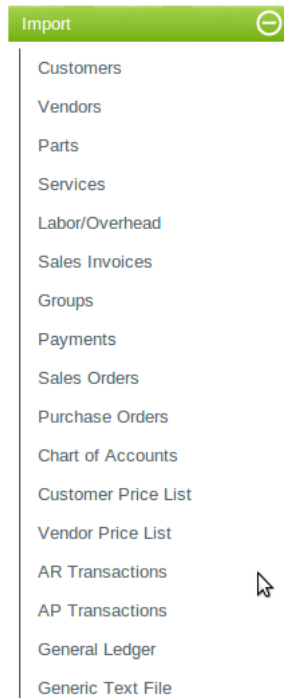 Import
Customers
Vendors
Parts
Services
Labor/Overhead
Sales Invoices
Groups
Payments
Sales Orders
Purchase Orders
Chart of Accounts
Customer Price List
Vendor Price List
AR Transactions
AP Transactions
General Ledger
Generic Text File